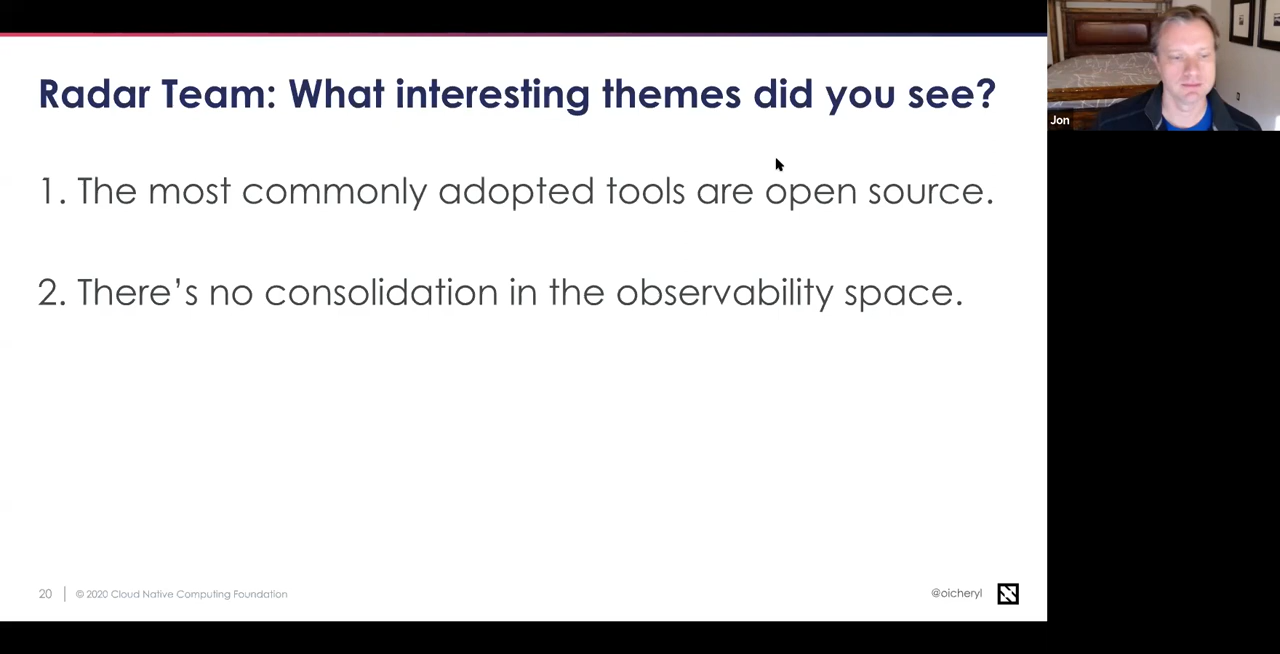 Radar Team: What interesting themes did you see?
Jon
1. The most commonly adopted tools are open source.
2. There’s no consolidation in the observability space.
20 | © 2020 Cloud Native Computing Foundation
@oicheryl